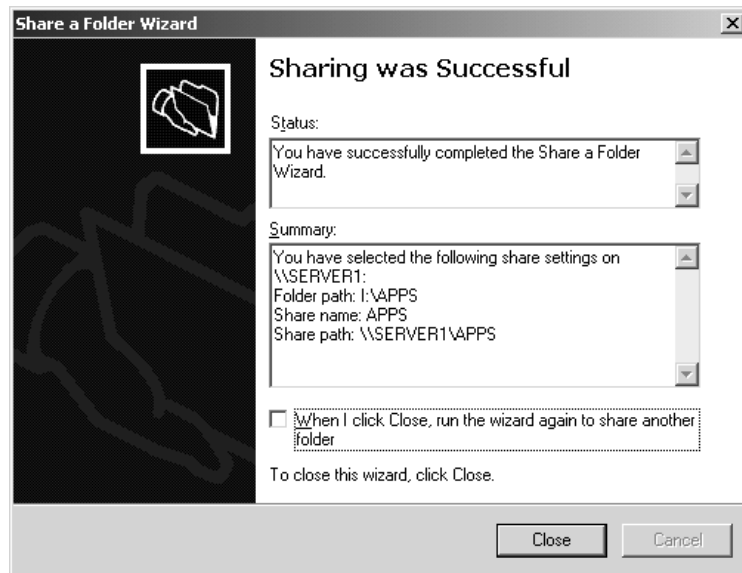 Share a Folder Wizard
Sharing was Successful
Status:
You have successfully completed the Share a Folder
Wizard.
Summary:
You have selected the following share settings on
\\SERVER1:
Folder path: I:\APPS
Share name: APPS
Share path: \\SERVER1\APPS
When I click Close, run the wizard again to share another
folder
To close this wizard, click Close.
Close
Cancel